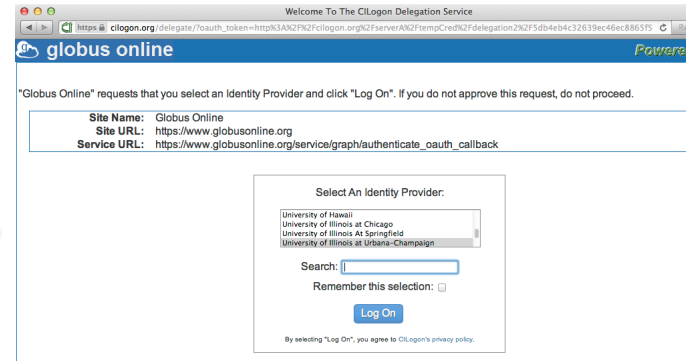 Welcome To The CILogon Delegation Service
https cilogon.org/delegate/?oauth_token=http%3A%2F%2Fcilogon.org%2FserverA%2FtempCred%2Fdelegation2%2F5db4eb4c32639ec46ec8865f5
globus online
Powere
"Globus Online" requests that you select an Identity Provider and click "Log On". If you do not approve this request, do not proceed.
Site Name: Globus Online
Site URL: https://www.globusonline.org
Service URL: https://www.globusonline.org/service/graph/authenticate_oauth_callback
Select An Identity Provider:
University of Hawaii
University of Illinois at Chicago
University of Illinois At Springfield
University of Illinois at Urbana-Champaign
Search:
Remember this selection:
Log On
By selecting "Log On", you agree to CILogon's privacy policy.